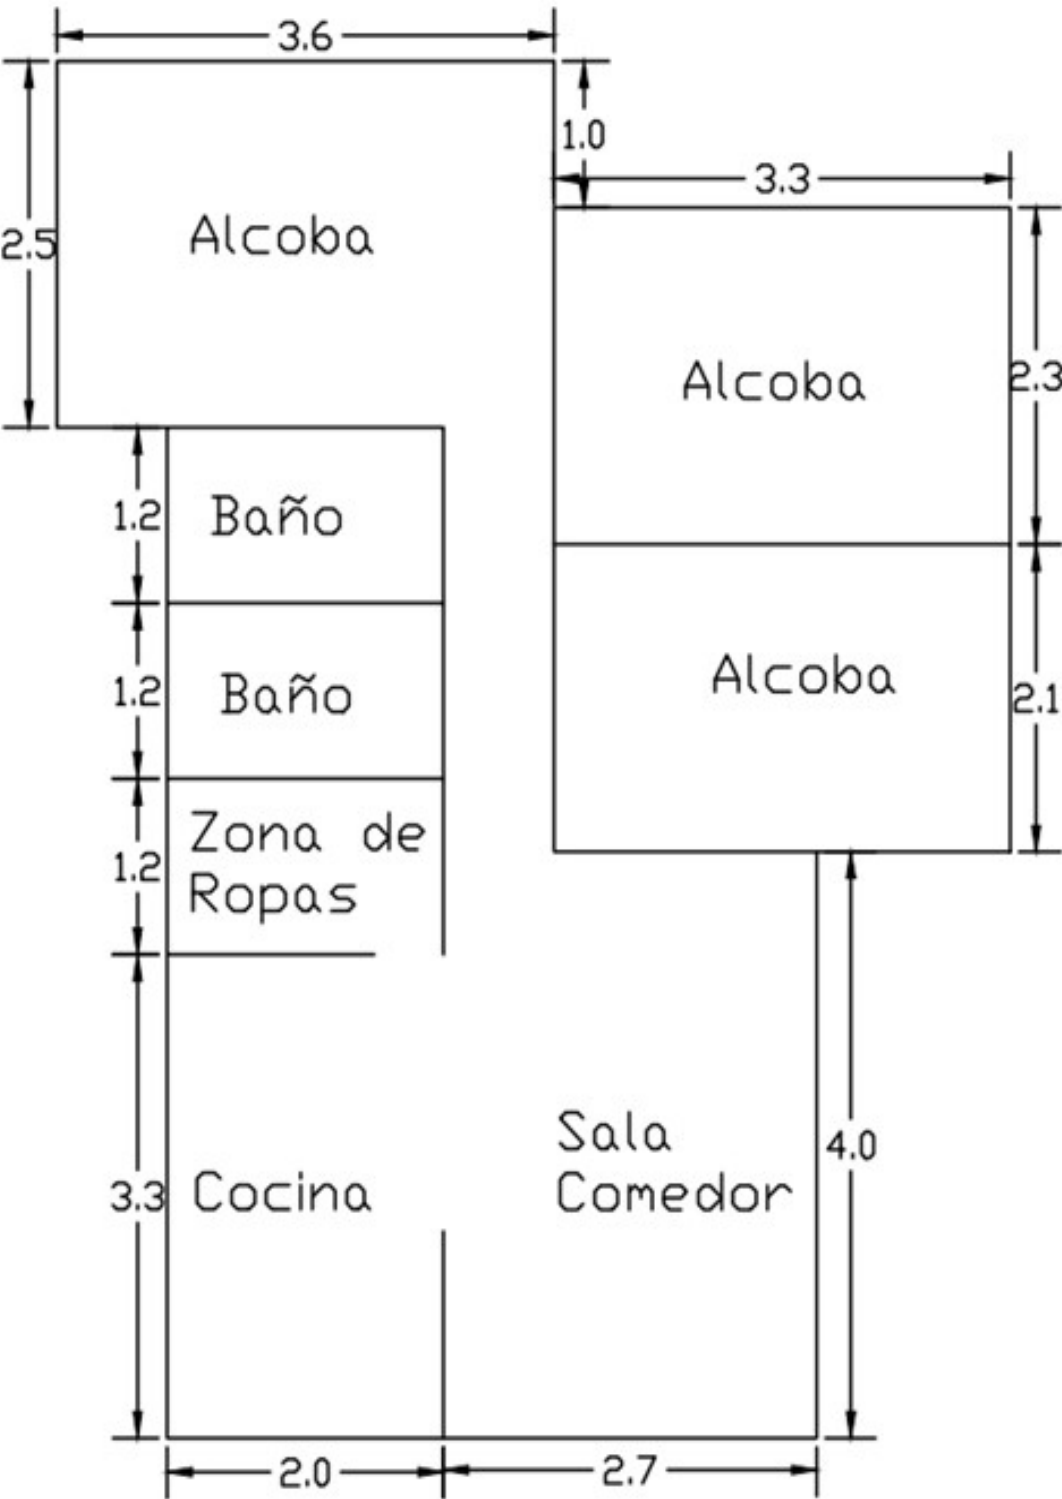 3.6
1.0
3.3
2.5
Alcoba
Alcoba
2.3
1.2
Baño
Alcoba
2.1
1.2
Baño
1.2
Zona de
Ropas
Sala
Comedor
4.0
3.3
Cocina
2.0
2.7